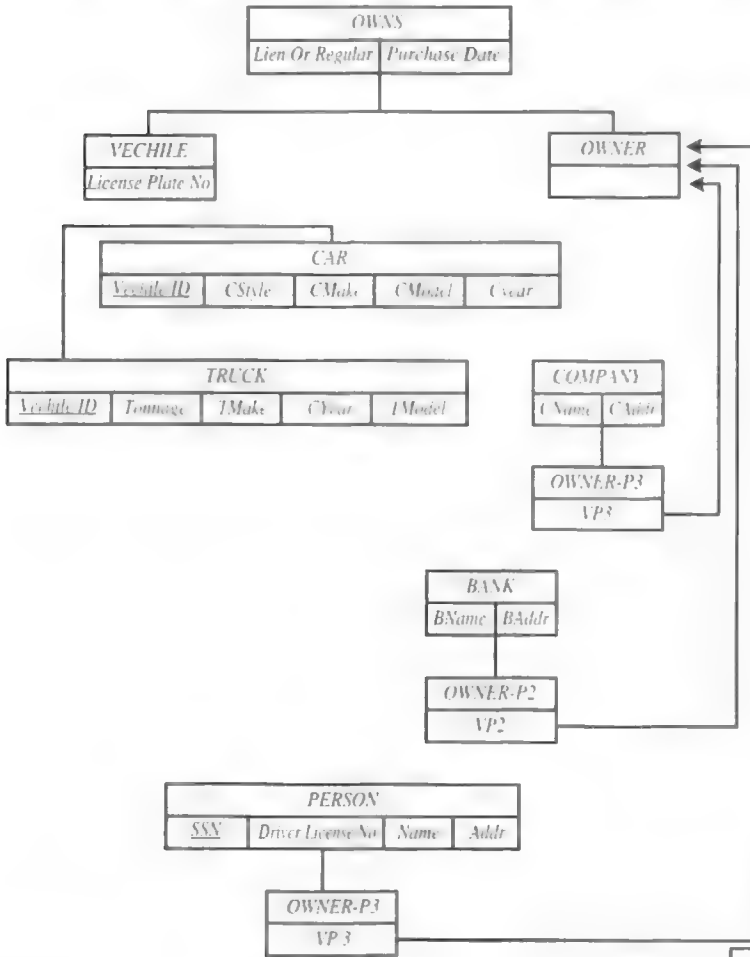 OWNS
Lien Or Regular Purchase Date
VECHILE
License Plate No
OWNER
CAR
Vechile ID CStyle CMake CModel Cyear
TRUCK
Vechile ID Tonnage TMake CYear TModel
COMPANY
CName CAddr
OWNER-P3
VP3
BANK
BName BAddr
OWNER-P2
VP2
PERSON
SSN Driver License No Name Addr
OWNER-P3
VP 3